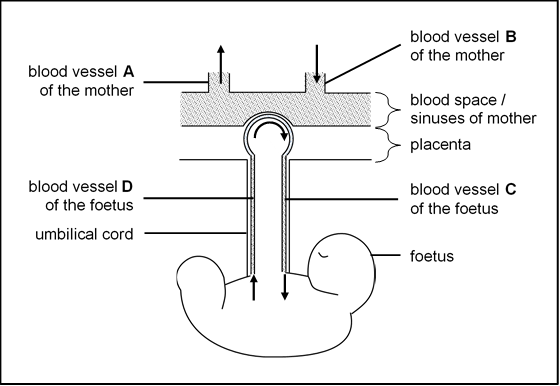 blood vessel B
of the mother
blood vessel A
of the mother
blood space /
sinuses of mother
placenta
blood vessel D
of the foetus
blood vessel C
of the foetus
umbilical cord
foetus